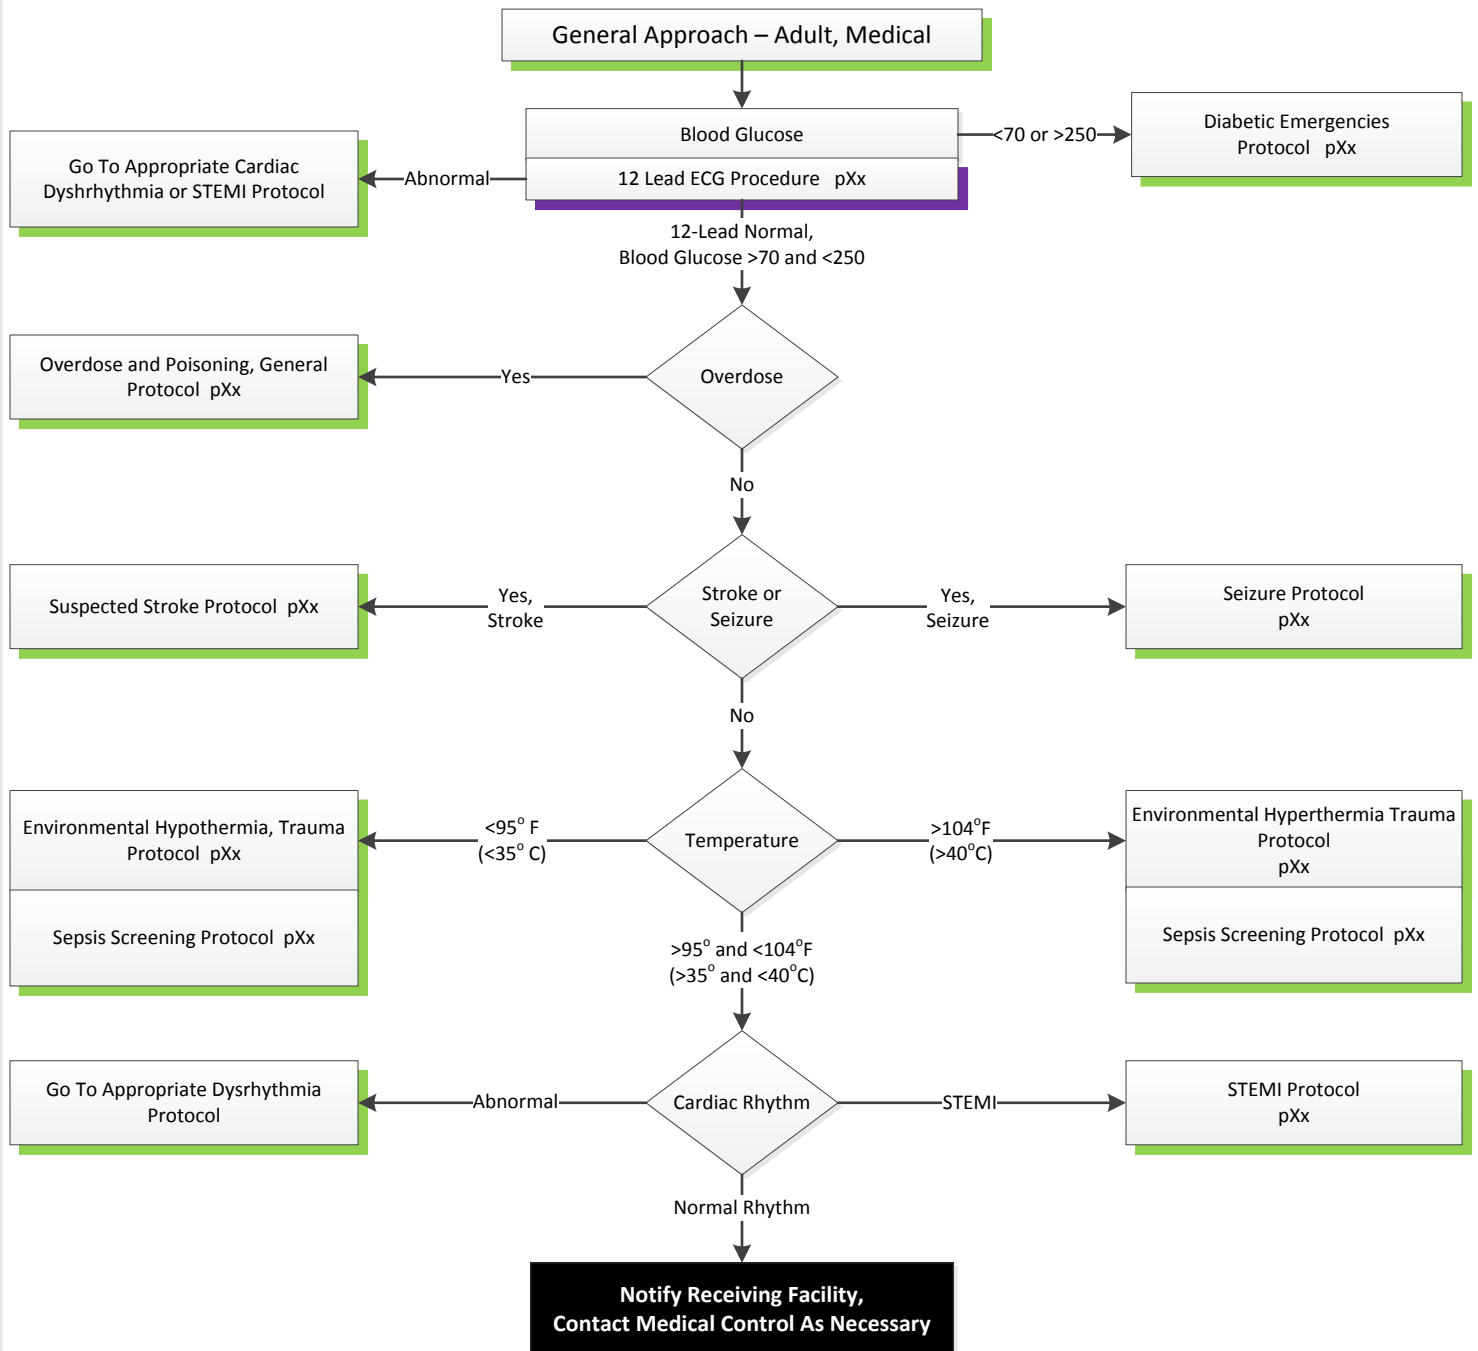 General Approach – Adult, Medical
Blood Glucose
<70 or >250
Diabetic Emergencies
Protocol pXx
Go To Appropriate Cardiac
Dyshrhythmia or STEMI Protocol
Abnormal
12 Lead ECG Procedure pXx
12-Lead Normal,
Blood Glucose >70 and <250
Overdose and Poisoning, General
Protocol pXx
Yes
Overdose
No
Suspected Stroke Protocol pXx
Yes,
Stroke
Stroke or
Seizure
Yes,
Seizure
Seizure Protocol
pXx
No
Environmental Hypothermia, Trauma
Protocol pXx
<95° F
(<35° C)
Temperature
>104°F
(>40°C)
Environmental Hyperthermia Trauma
Protocol
pXx
Sepsis Screening Protocol pXx
>95° and <104°F
(>35° and <40°C)
Sepsis Screening Protocol pXx
Go To Appropriate Dysrhythmia
Protocol
Abnormal
Cardiac Rhythm
STEMI
STEMI Protocol
pXx
Normal Rhythm
Notify Receiving Facility,
Contact Medical Control As Necessary